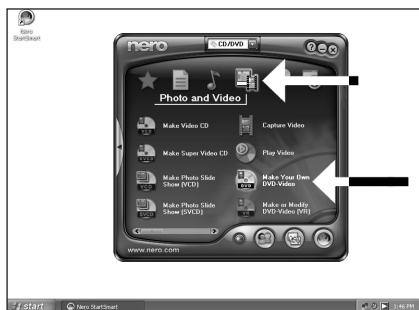 Nero
StartSmart
nero
CD/DVD
Photo and Video
Make Video CD
Capture Video
Make Super Video CD
Play Video
Make Photo Slide
Show (VCD)
Make Your Own
DVD-Video
Make Photo Slide
Show (SVCD)
Make or Modify
DVD-Video (VR)
www.nero.com
start
Nero StartSmart
1:46 PM